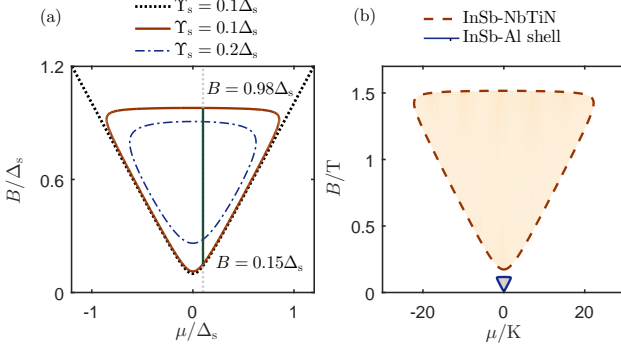 (a)
ϒs = 0.1Δs
ϒs = 0.1Δs
ϒs = 0.2Δs
B = 0.98Δs
B = 0.15Δs
1.2
0.6
0
B/Δs
-1
0
1
μ/Δs
(b)
InSb-NbTiN
InSb-Al shell
1.5
1
0.5
0
B/T
-20
0
20
μ/K